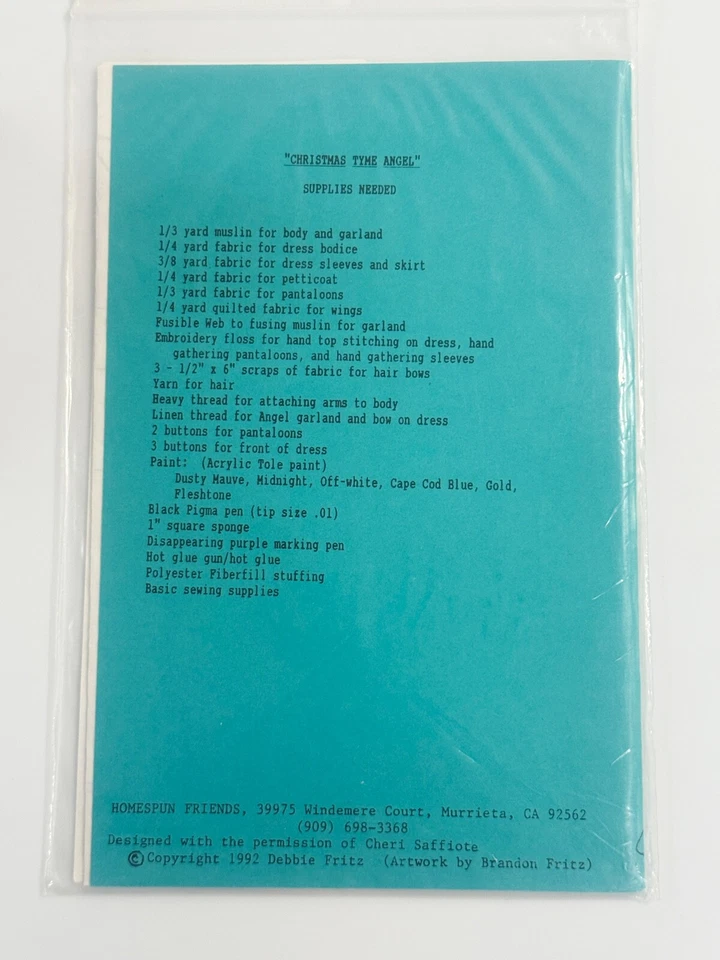 "CHRISTMAS TYME ANGEL"
SUPPLIES NEEDED
1/3 yard muslin for body and garland
1/4 yard fabric for dress bodice
3/8 yard fabric for dress sleeves and skirt
1/4 yard fabric for petticoat
1/3 yard fabric for pantaloons
1/4 yard quilted fabric for wings
Fusible Web to fusing muslin for garland
Embroidery floss for hand top stitching on dress, hand
gathering pantaloons, and hand gathering sleeves
3 - 1/2" x 6" scraps of fabric for hair bows
Yarn for hair
Heavy thread for attaching arms to body
Linen thread for Angel garland and bow on dress
2 buttons for pantaloons
3 buttons for front of dress
Paint: (Acrylic Tole paint)
Dusty Mauve, Midnight, Off-white, Cape Cod Blue, Gold,
Fleshtone
Black Pigma pen (tip size .01)
1" square sponge
Disappearing purple marking pen
Hot glue gun/hot glue
Polyester Fiberfill stuffing
Basic sewing supplies
HOMESPUN FRIENDS, 39975 Windemere Court, Murrieta, CA 92562
(909) 698-3368
Designed with the permission of Cheri Saffiote
©Copyright 1992 Debbie Fritz (Artwork by Brandon Fritz)